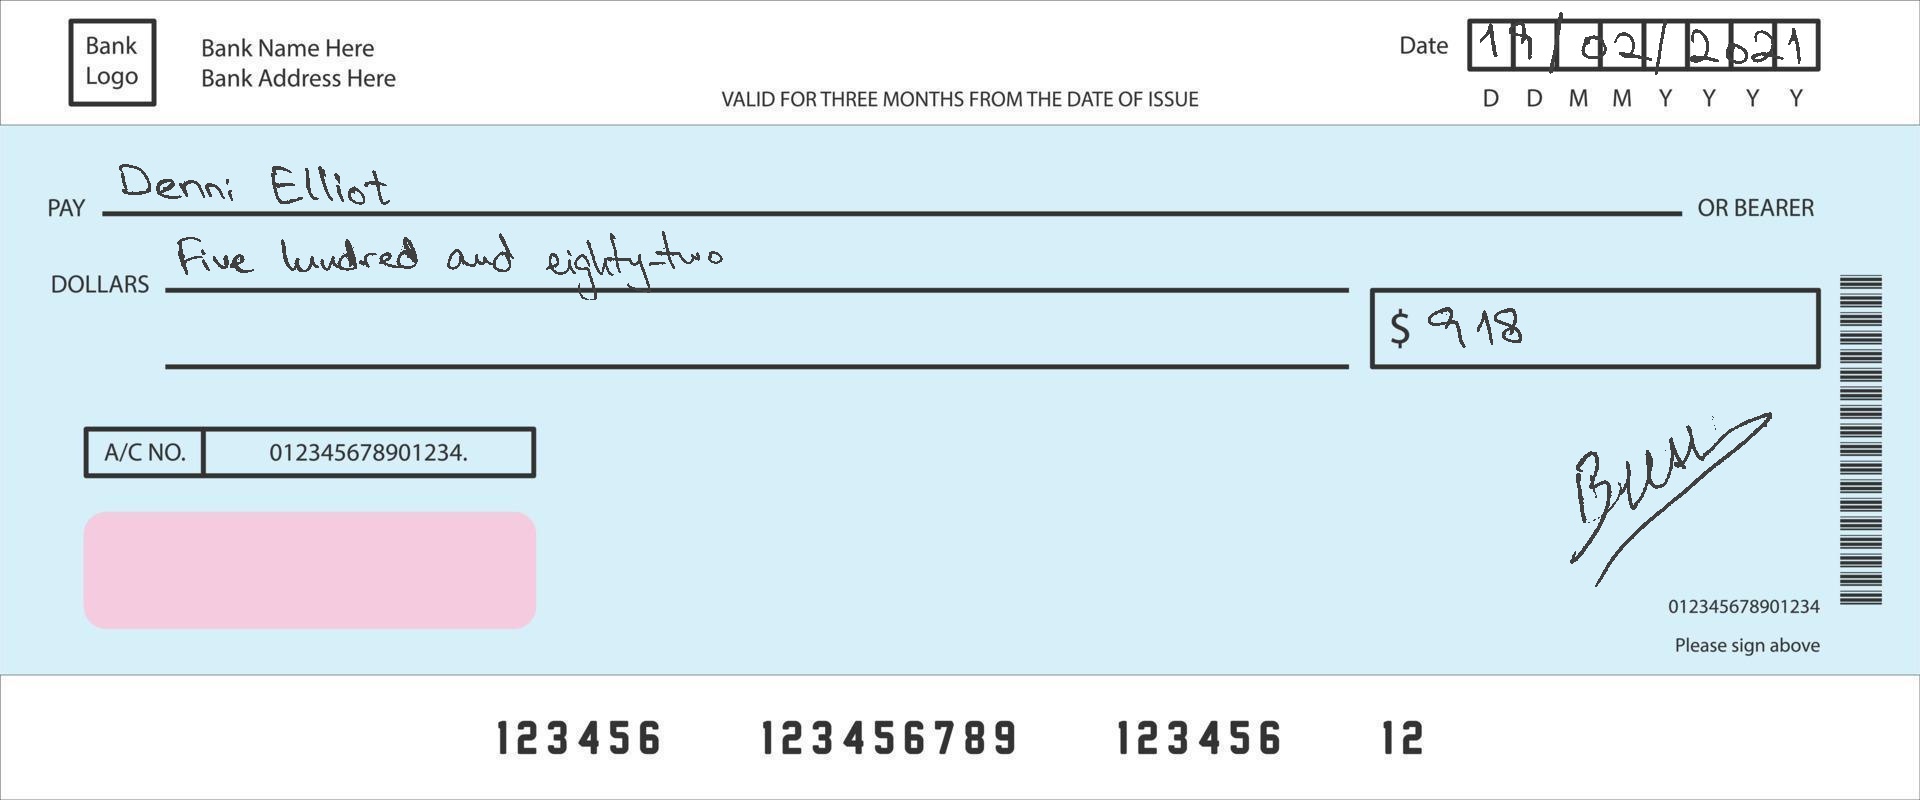 Bank Logo
Bank Name Here
Bank Address Here
VALID FOR THREE MONTHS FROM THE DATE OF ISSUE
Date 17/02/2021
D D M M Y Y Y Y
PAY Denni Elliot OR BEARER
DOLLARS Five hundred and eighty-two
$ 918
A/C NO. 012345678901234.
012345678901234
Please sign above
123456 123456789 123456 12